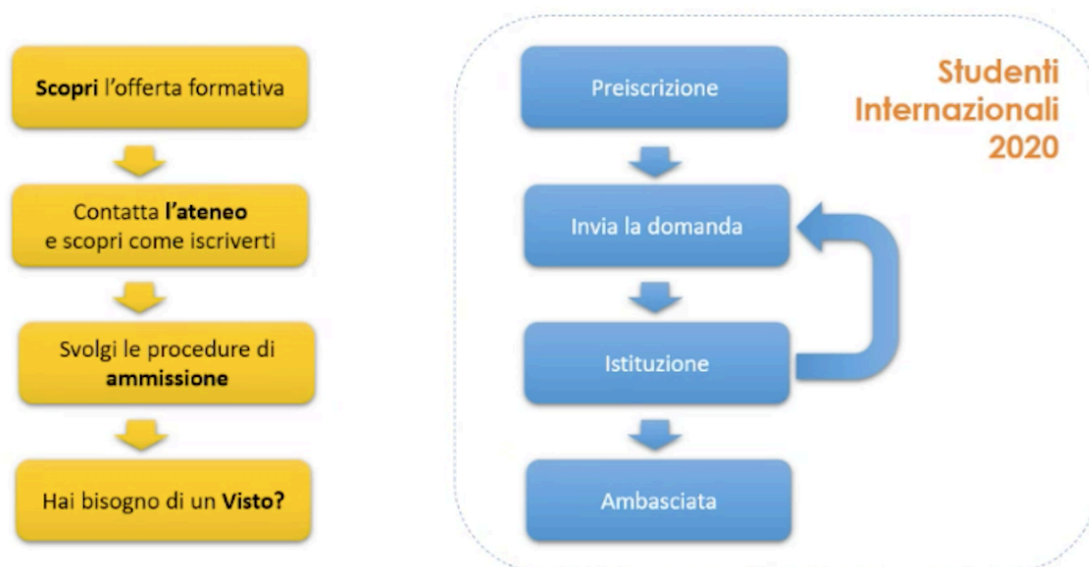 Scopri l'offerta formativa
Contatta l'ateneo
e scopri come iscriverti
Svolgi le procedure di
ammissione
Hai bisogno di un Visto?
Studenti
Internazionali
2020
Preiscrizione
Invia la domanda
Istituzione
Ambasciata